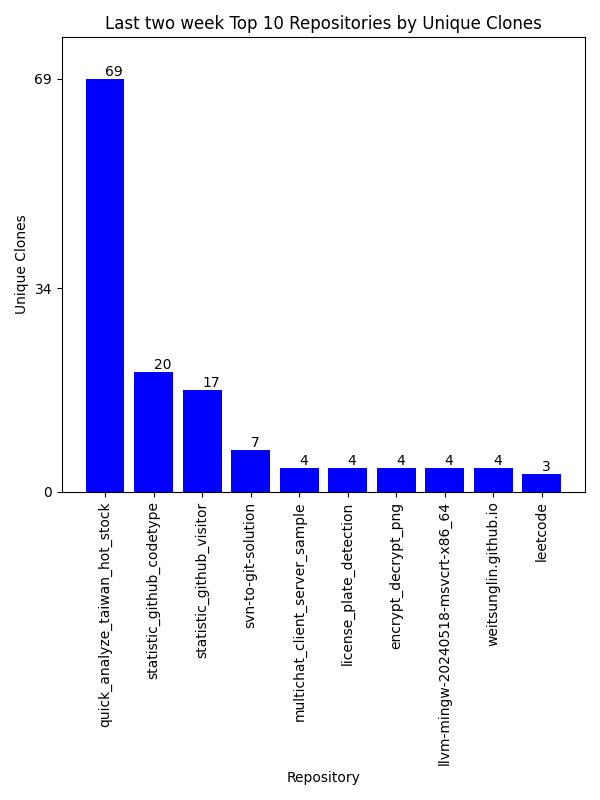 Last two week Top 10 Repositories by Unique Clones
Unique Clones
69
34
0
69
20
17
7
4
4
4
4
4
3
quick_analyze_taiwan_hot_stock
statistic_github_codetype
statistic_github_visitor
svn-to-git-solution
multichat_client_server_sample
license_plate_detection
encrypt_decrypt_png
llvm-mingw-20240518-msvcrt-x86_64
weitsunglin.github.io
leetcode
Repository